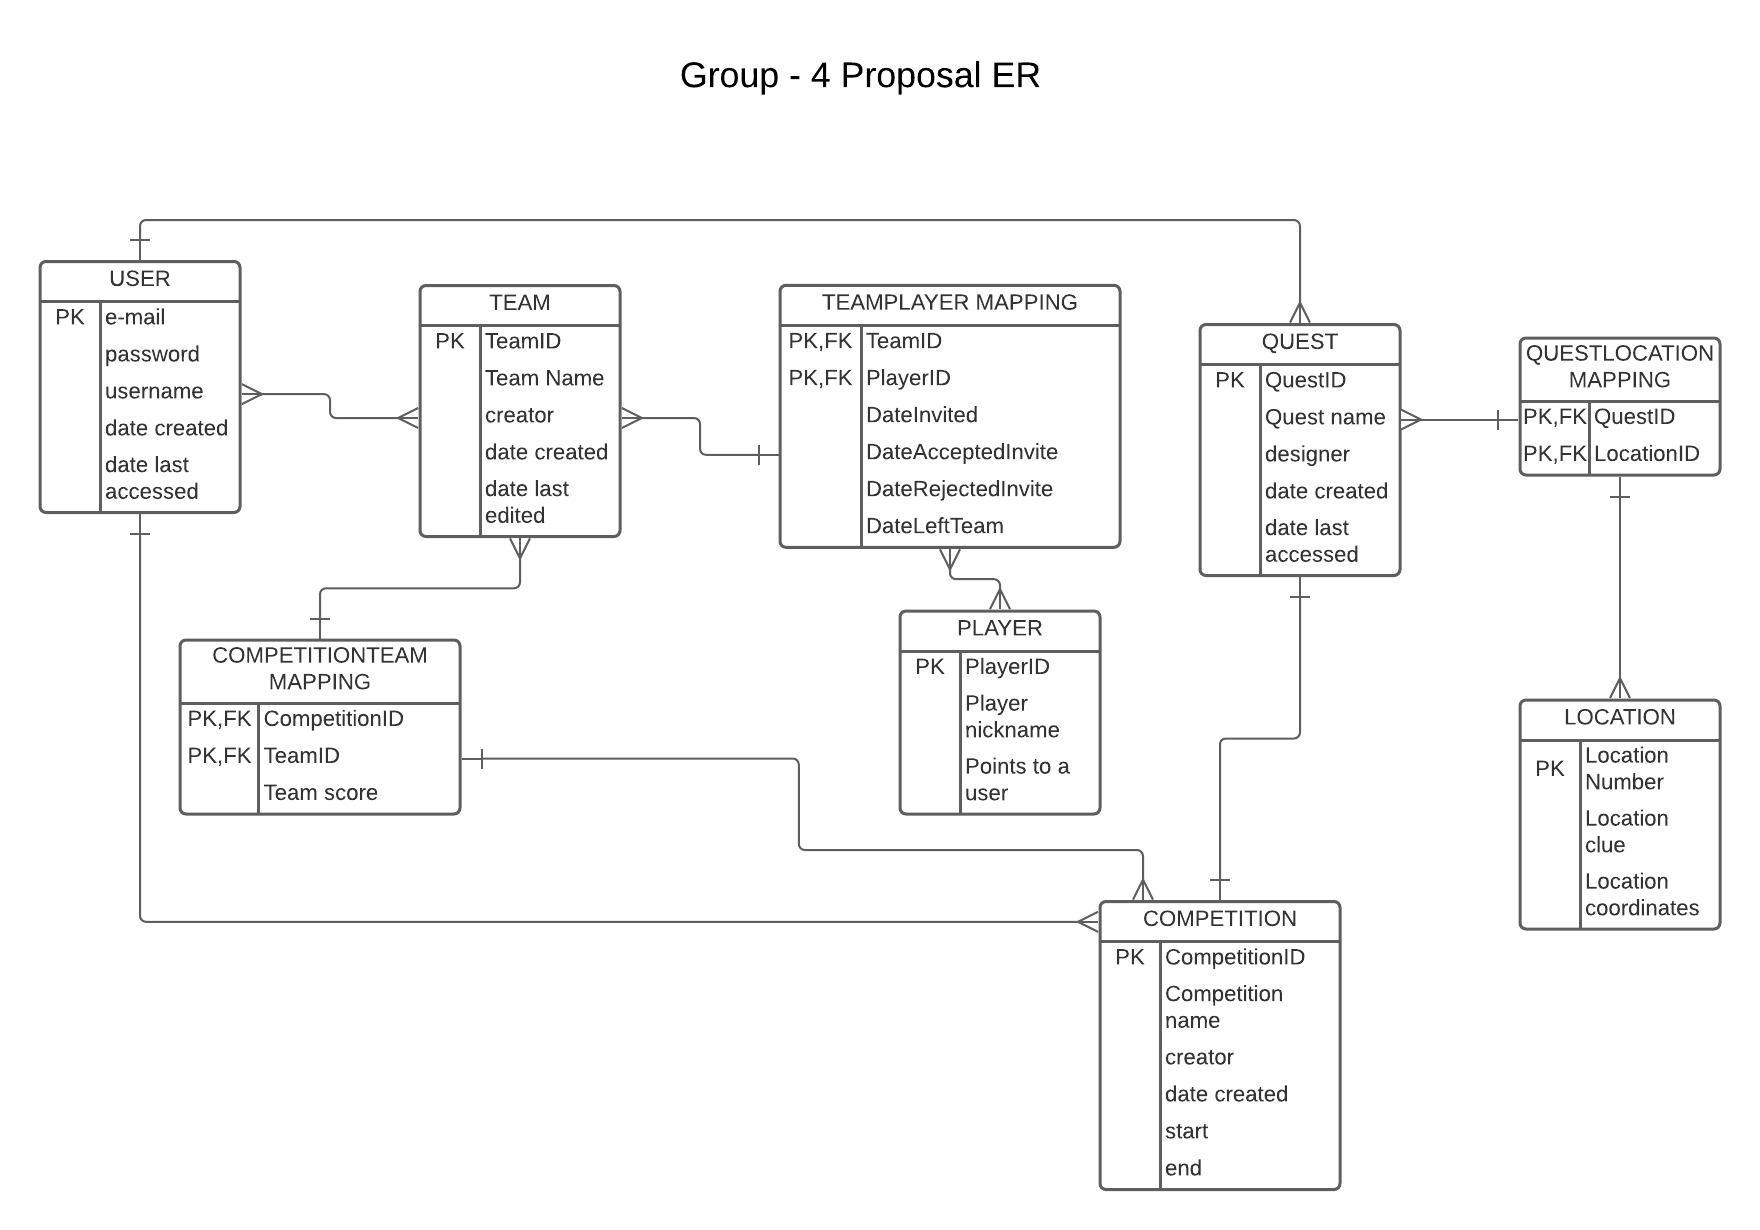 Group - 4 Proposal ER
USER
PK e-mail
password
username
date created
date last
accessed
TEAM
PK TeamID
Team Name
creator
date created
date last
edited
TEAMPLAYER MAPPING
PK,FK TeamID
PK,FK PlayerID
DateInvited
DateAcceptedInvite
DateRejectedInvite
DateLeftTeam
QUEST
PK QuestID
Quest name
designer
date created
date last
accessed
QUESTLOCATION
MAPPING
PK,FK QuestID
PK,FK LocationID
COMPETITIONTEAM
MAPPING
PK,FK CompetitionID
PK,FK TeamID
Team score
PLAYER
PK PlayerID
Player
nickname
Points to a
user
LOCATION
PK Location
Number
Location
clue
Location
coordinates
COMPETITION
PK CompetitionID
Competition
name
creator
date created
start
end